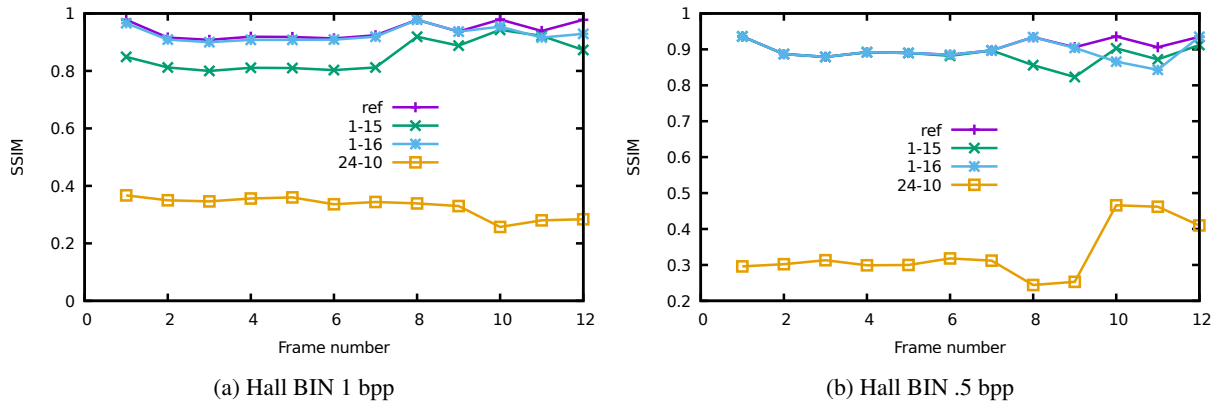 1
0.8
0.6
0.4
0.2
0
SSIM
ref
1-15
1-16
24-10
0 2 4 6 8 10 12
Frame number
(a) Hall BIN 1 bpp
1
0.9
0.8
0.7
0.6
0.5
0.4
0.3
0.2
SSIM
ref
1-15
1-16
24-10
0 2 4 6 8 10 12
Frame number
(b) Hall BIN .5 bpp